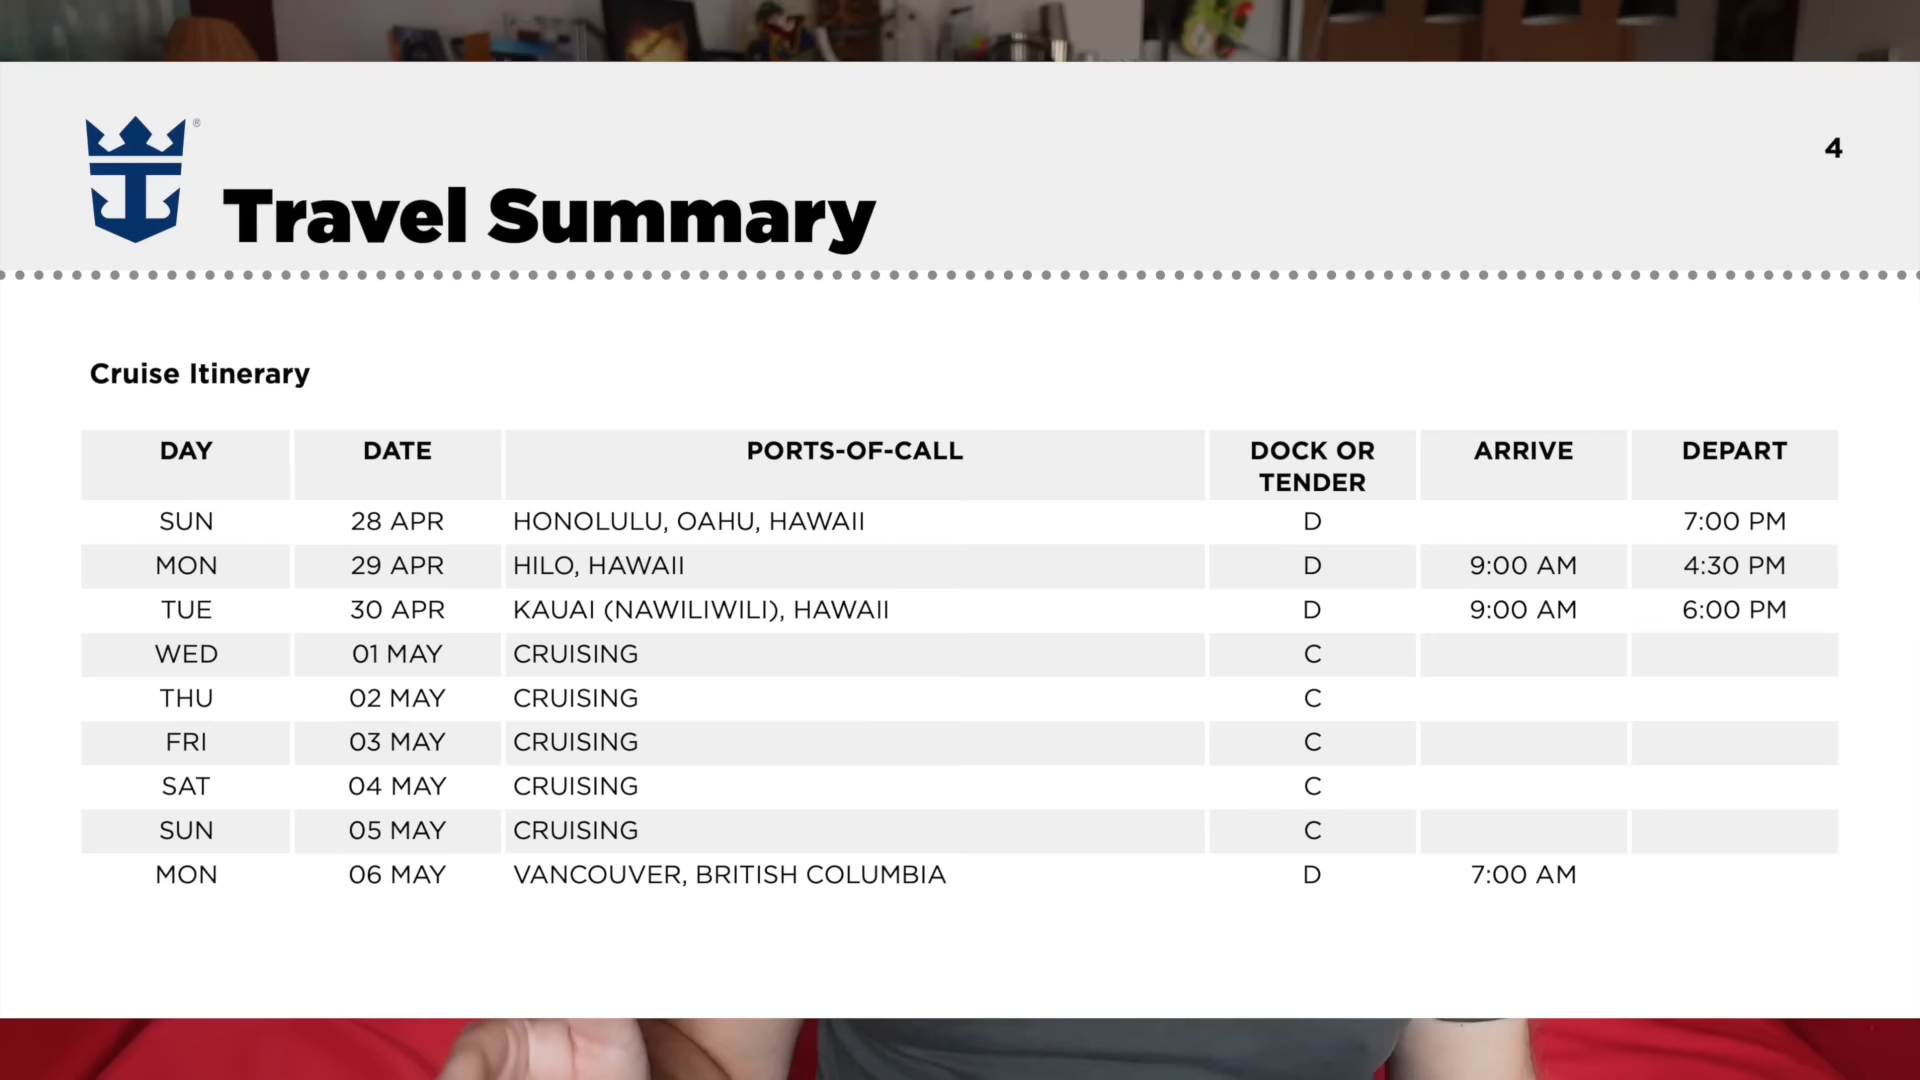 ®
4
Travel Summary
Cruise Itinerary
DAY DATE PORTS-OF-CALL DOCK OR TENDER ARRIVE DEPART
SUN 28 APR HONOLULU, OAHU, HAWAII D 7:00 PM
MON 29 APR HILO, HAWAII D 9:00 AM 4:30 PM
TUE 30 APR KAUAI (NAWILIWILI), HAWAII D 9:00 AM 6:00 PM
WED 01 MAY CRUISING C
THU 02 MAY CRUISING C
FRI 03 MAY CRUISING C
SAT 04 MAY CRUISING C
SUN 05 MAY CRUISING C
MON 06 MAY VANCOUVER, BRITISH COLUMBIA D 7:00 AM